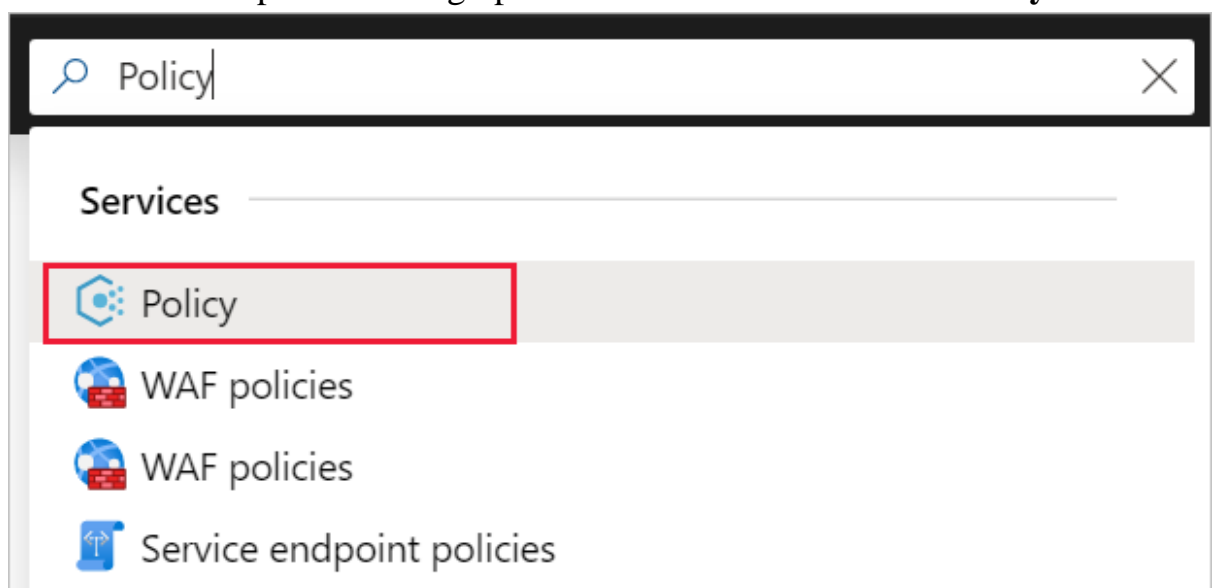 Policy
Services
Policy
WAF policies
WAF policies
Service endpoint policies